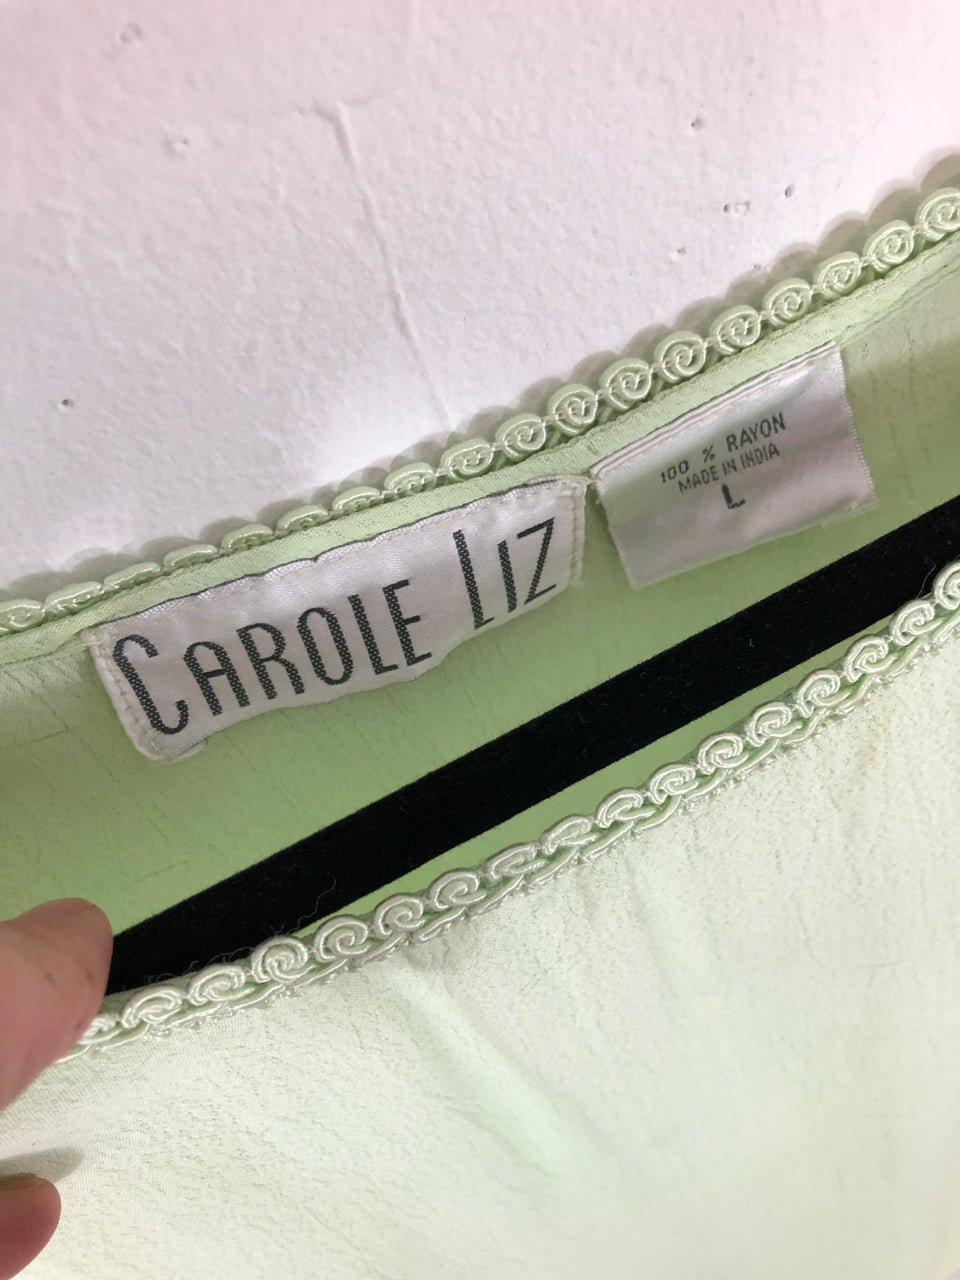 CAROLE LIZ
100 % RAYON
MADE IN INDIA
L